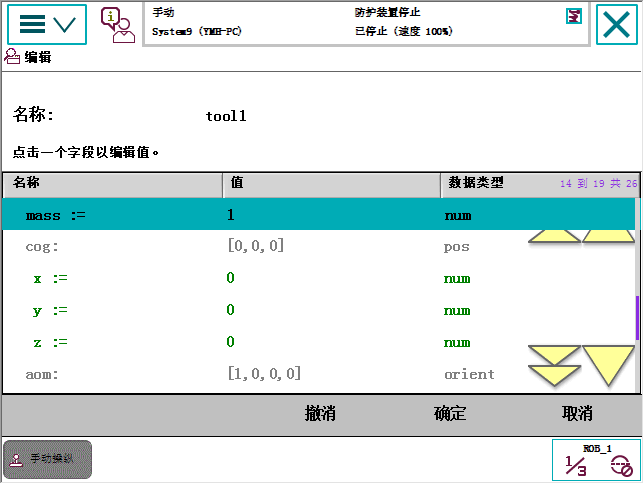 手动 防护装置停止
System9 (YMH-PC) 已停止 (速度 100%)
编辑
名称: tool1
点击一个字段以编辑值。
名称 值 数据类型 14 到 19 共 26
mass := 1 num
cog: [0,0,0] pos
x := 0 num
y := 0 num
z := 0 num
aom: [1,0,0,0] orient
撤消 确定 取消
手动操纵 ROB_1
1/3